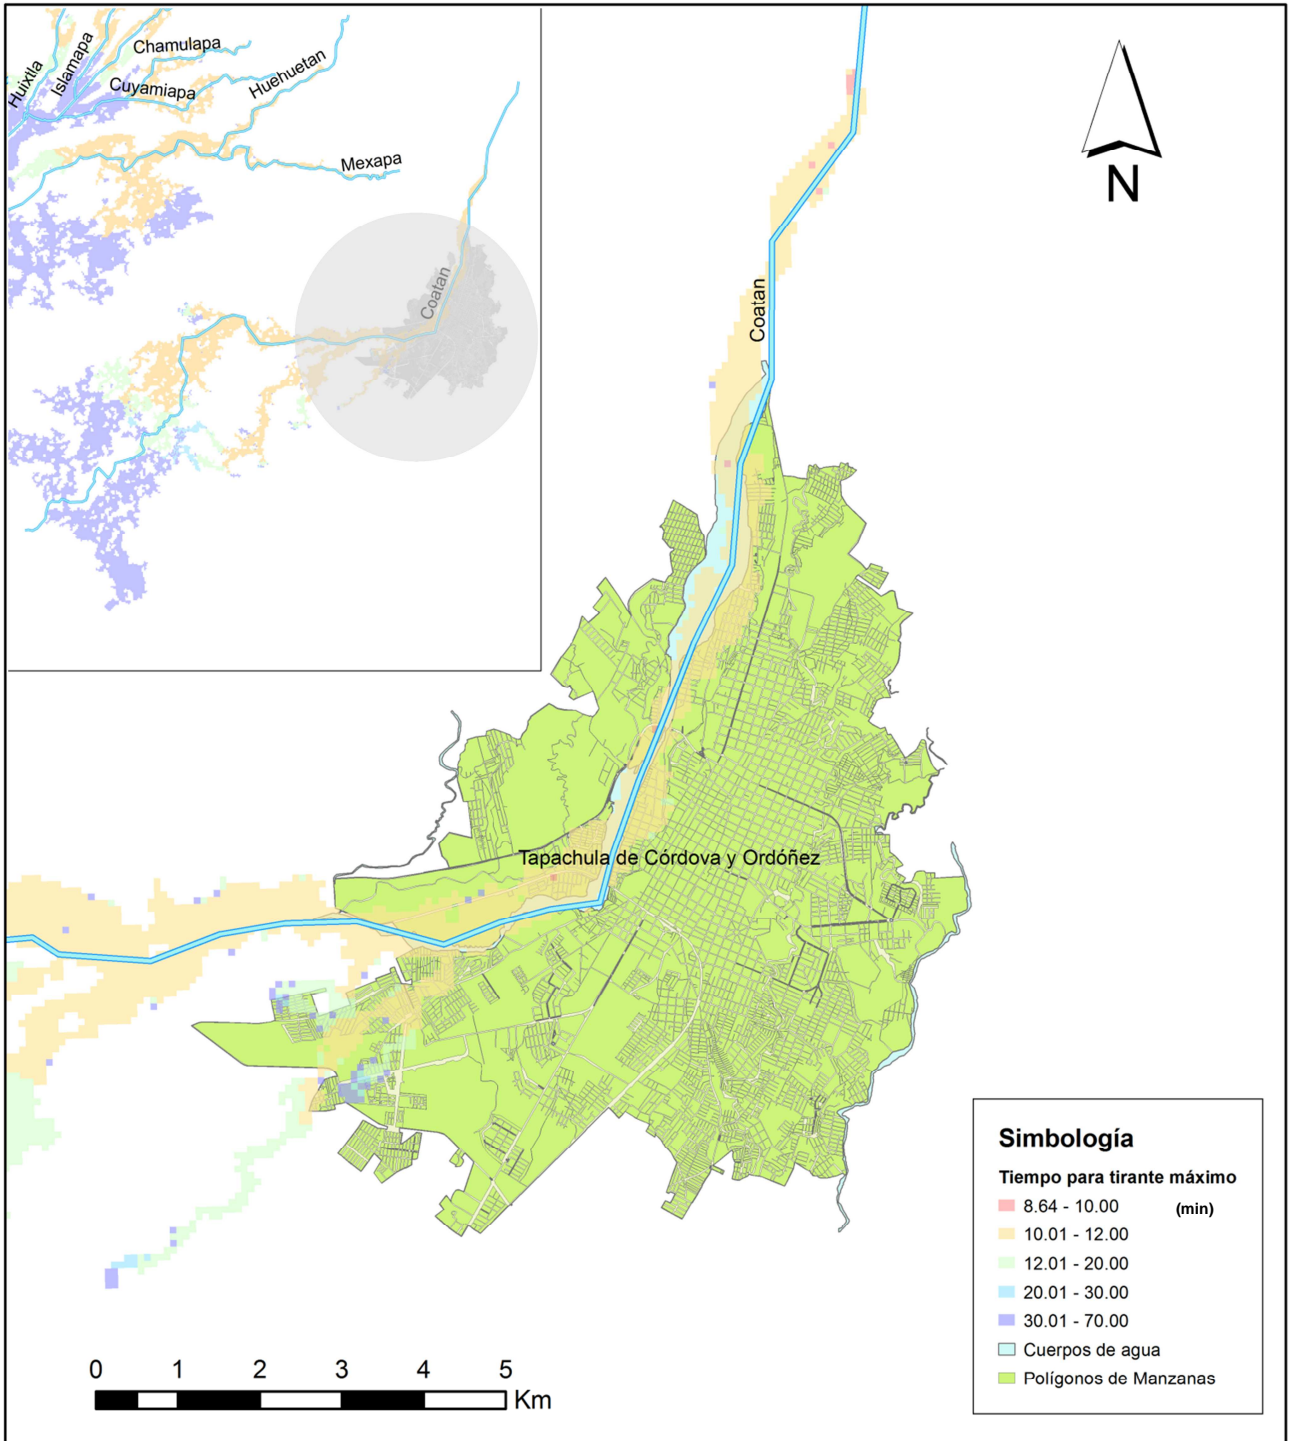 Huixtla
Islamapa
Chamulapa
Cuyamiapa
Huehuetan
Mexapa
Coatan
N
Coatan
Tapachula de Córdova y Ordóñez
Simbología
Tiempo para tirante máximo
8.64 - 10.00 (min)
10.01 - 12.00
12.01 - 20.00
20.01 - 30.00
30.01 - 70.00
Cuerpos de agua
Polígonos de Manzanas
0 1 2 3 4 5
Km